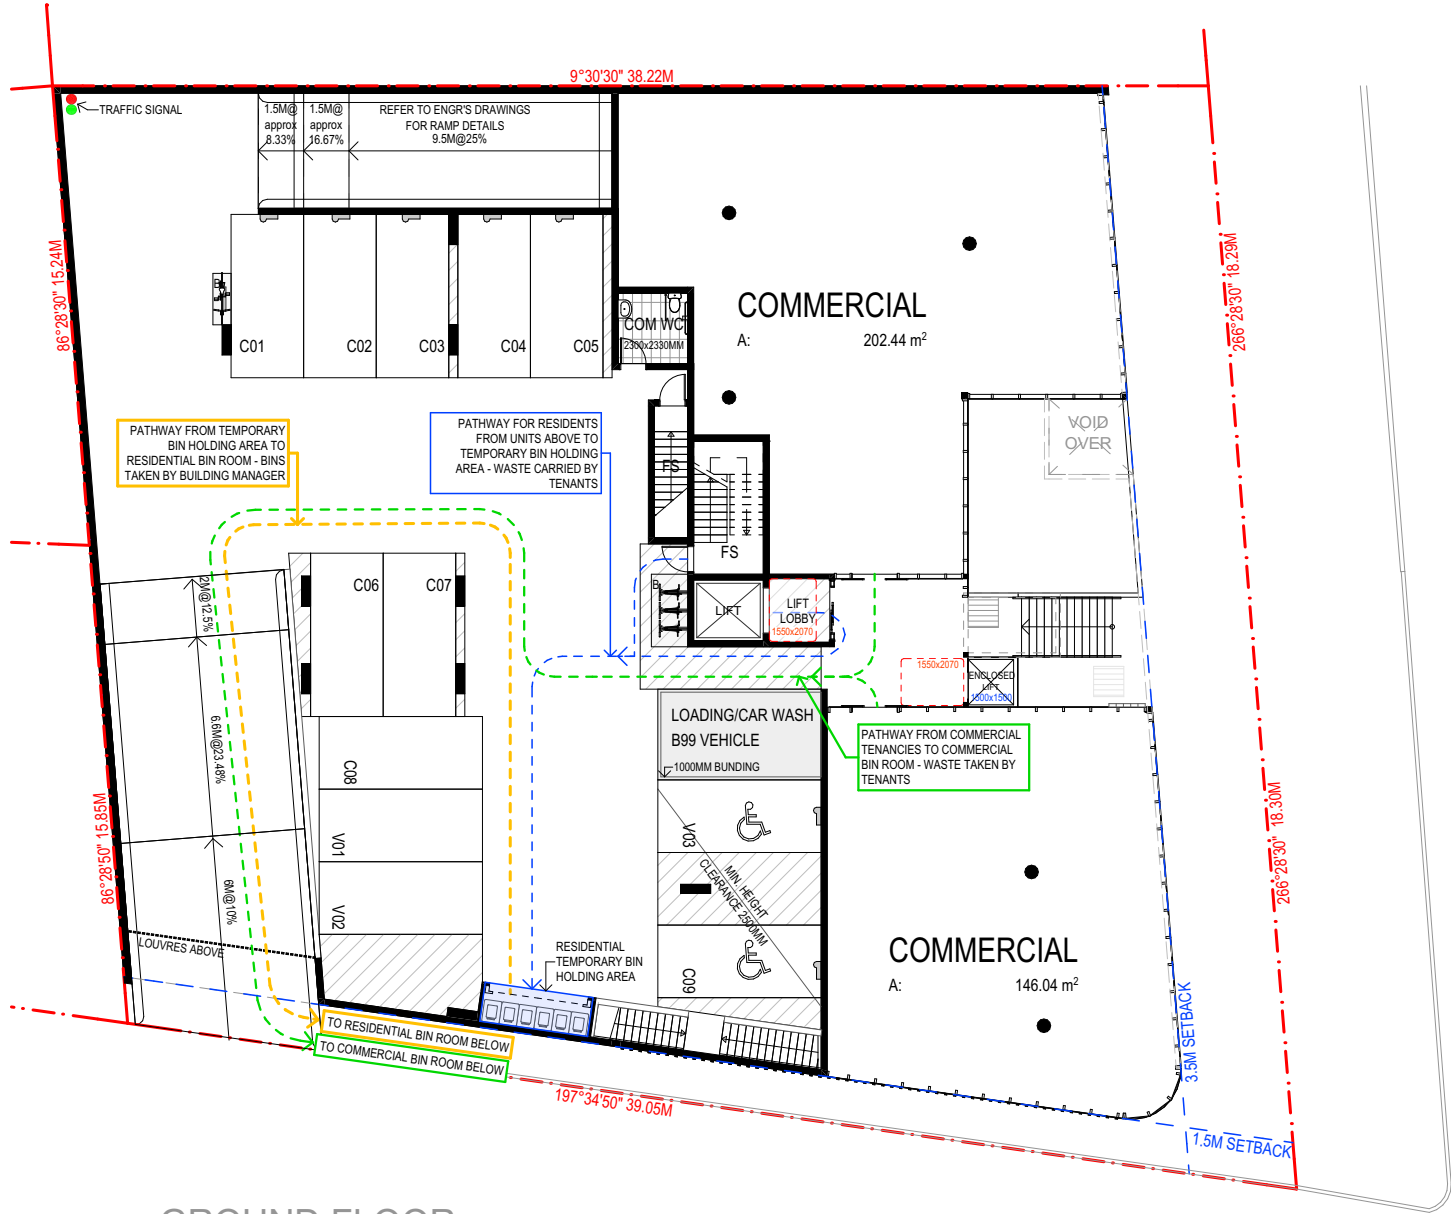 9°30'30" 38.22M
TRAFFIC SIGNAL
1.5M@
approx
8.33%
1.5M@
approx
16.67%
REFER TO ENGR'S DRAWINGS
FOR RAMP DETAILS
9.5M@25%
86°28'30" 15.24M
266°28'30" 18.29M
B
C01
C02
C03
C04
C05
COM WC
2300x2330MM
COMMERCIAL
A:
202.44 m²
VOID
OVER
PATHWAY FROM TEMPORARY
BIN HOLDING AREA TO
RESIDENTIAL BIN ROOM - BINS
TAKEN BY BUILDING MANAGER
PATHWAY FOR RESIDENTS
FROM UNITS ABOVE TO
TEMPORARY BIN HOLDING
AREA - WASTE CARRIED BY
TENANTS
FS
FS
C06
C07
B
LIFT
LIFT
LOBBY
1550x2070
1550x2070
ENCLOSED
LIFT
1500x1500
2M@12.5%
6.6M@23.48%
6M@10%
86°28'50" 15.85M
LOUVRES ABOVE
C08
V01
V02
LOADING/CAR WASH
B99 VEHICLE
1000MM BUNDING
V03
MIN. HEIGHT
CLEARANCE 2500MM
C09
PATHWAY FROM COMMERCIAL
TENANCIES TO COMMERCIAL
BIN ROOM - WASTE TAKEN BY
TENANTS
266°28'30" 18.30M
COMMERCIAL
A:
146.04 m²
RESIDENTIAL
TEMPORARY BIN
HOLDING AREA
TO RESIDENTIAL BIN ROOM BELOW
TO COMMERCIAL BIN ROOM BELOW
197°34'50" 39.05M
3.5M SETBACK
1.5M SETBACK
GROUND FLOOR